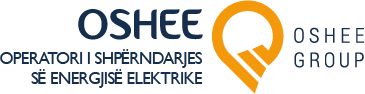 OSHEE
OPERATORI I SHPËRNDARJES
SË ENERGJISË ELEKTRIKE
OSHEE
GROUP